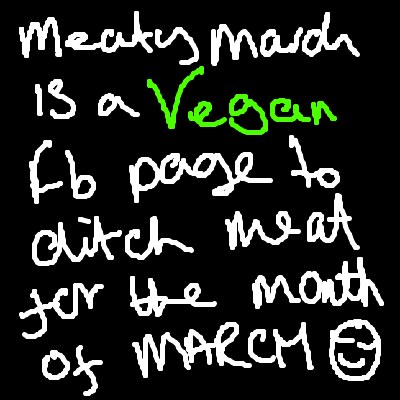 Meaty March
is a Vegan
fb page to
ditch meat
for the month
of MARCH